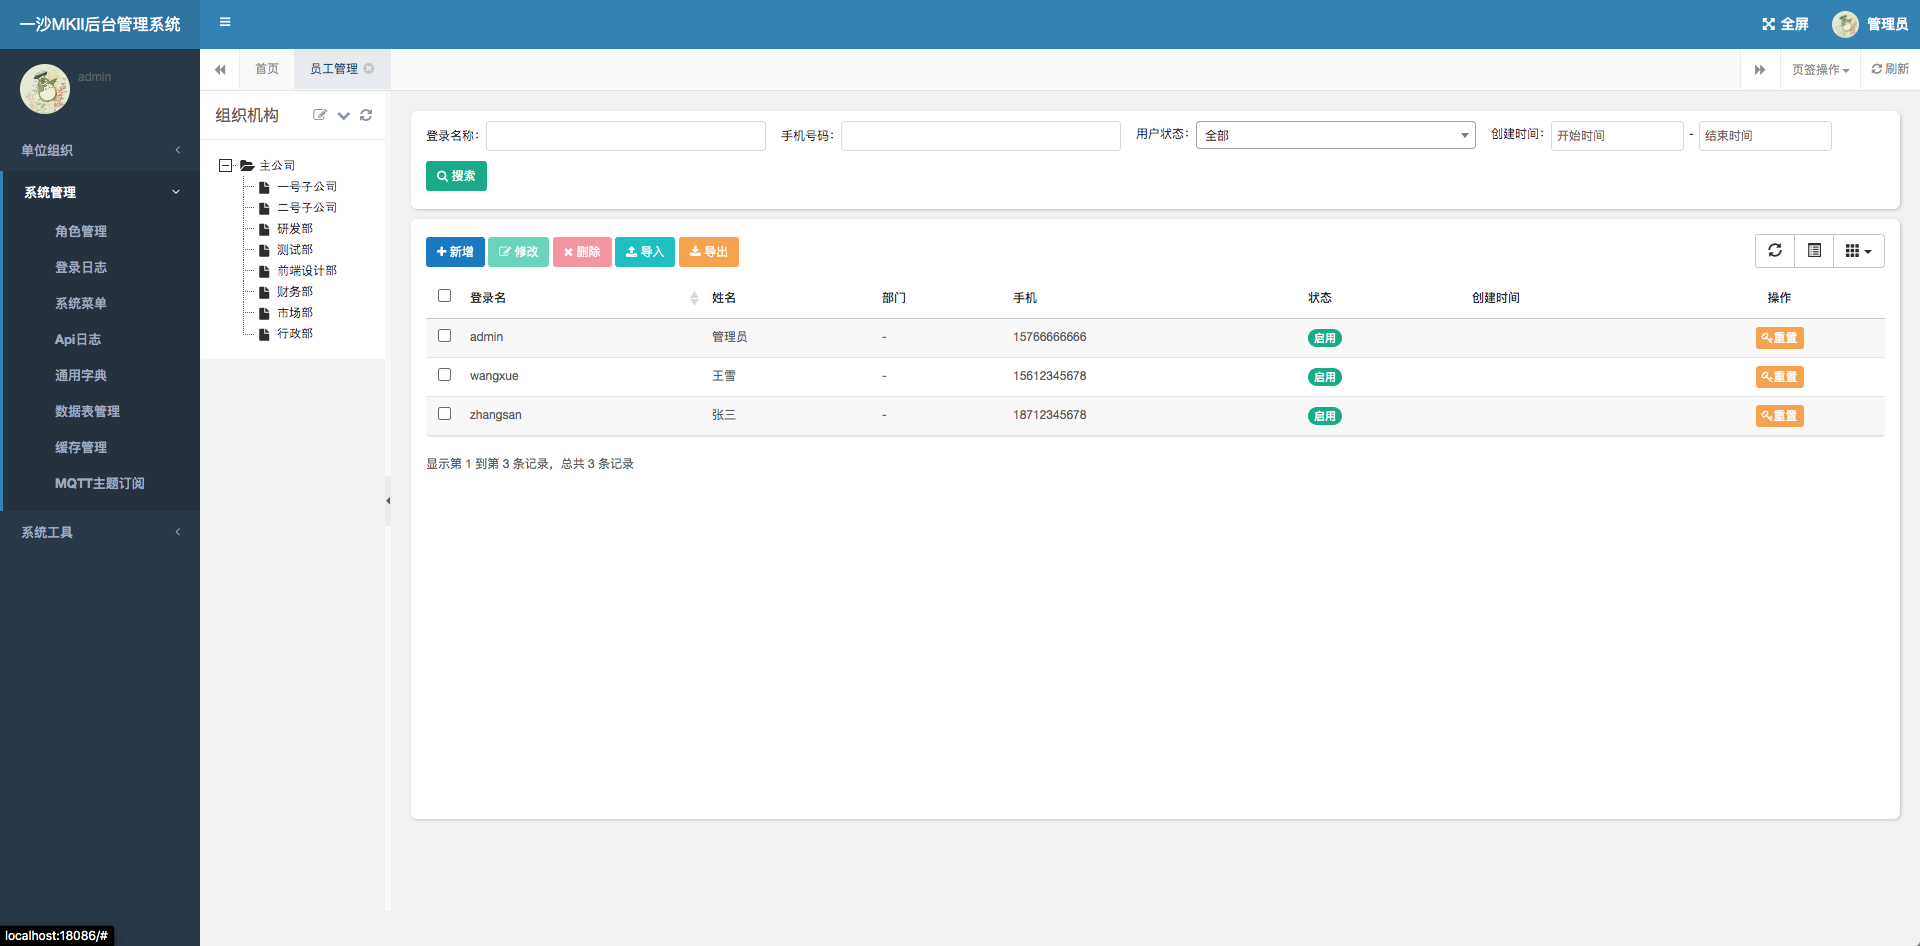 一沙MKII后台管理系统
全屏
管理员
admin
单位组织
系统管理
角色管理
登录日志
系统菜单
Api日志
通用字典
数据表管理
缓存管理
MQTT主题订阅
系统工具
首页
员工管理
页签操作
刷新
组织机构
主公司
一号子公司
二号子公司
研发部
测试部
前端设计部
财务部
市场部
行政部
登录名称：
手机号码：
用户状态： 全部
创建时间： 开始时间 - 结束时间
搜索
新增 修改 删除 导入 导出
登录名 姓名 部门 手机 状态 创建时间 操作
admin 管理员 - 15766666666 启用 重置
wangxue 王雪 - 15612345678 启用 重置
zhangsan 张三 - 18712345678 启用 重置
显示第 1 到第 3 条记录，总共 3 条记录
localhost:18086/#